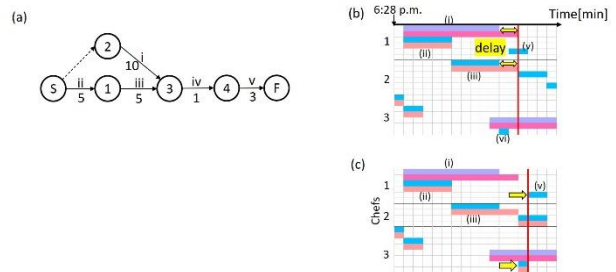 (a)
2
i
10
S
ii
5
1
iii
5
3
iv
1
4
v
3
F
(b)
6:28 p.m.
Time[min]
(i)
1
(ii)
delay
(v)
(iii)
2
3
(vi)
(c)
(i)
1
(ii)
(v)
Chefs
2
(iii)
3